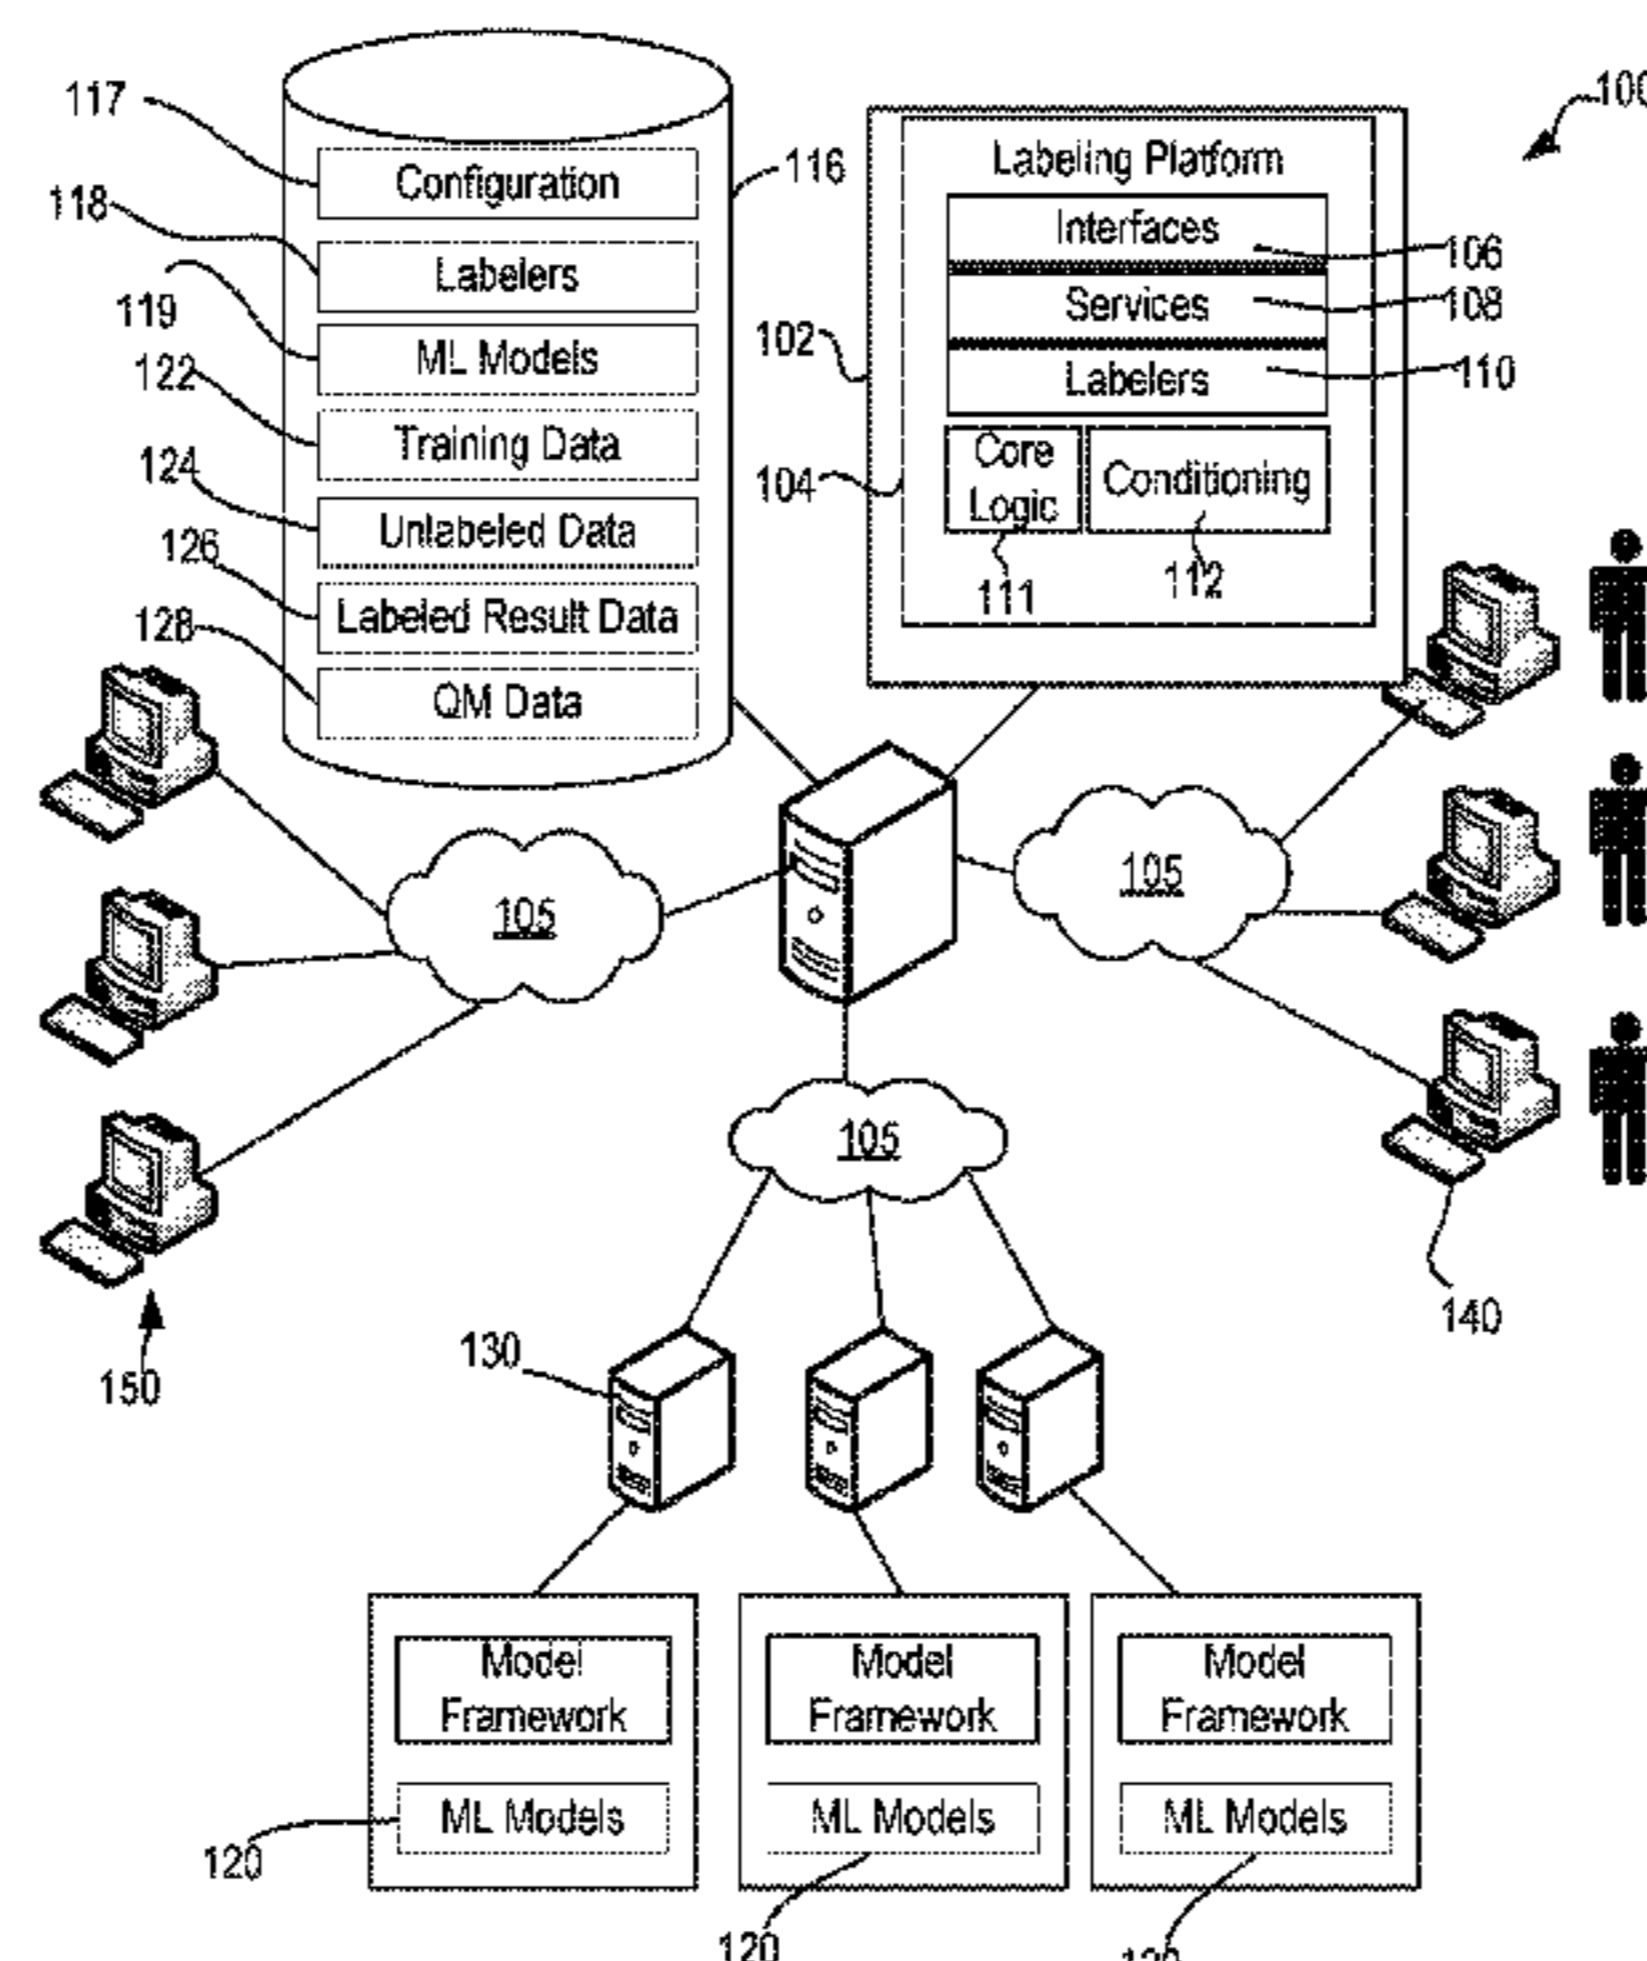 117
Configuration
116
118
Labelers
119
ML Models
122
Training Data
124
Unlabeled Data
126
Labeled Result Data
128
QM Data
100
Labeling Platform
Interfaces
106
Services
108
102
Labelers
110
Core
Logic
Conditioning
104
111
112
105
105
105
150
140
130
Model
Framework
ML Models
120
Model
Framework
ML Models
120
Model
Framework
ML Models